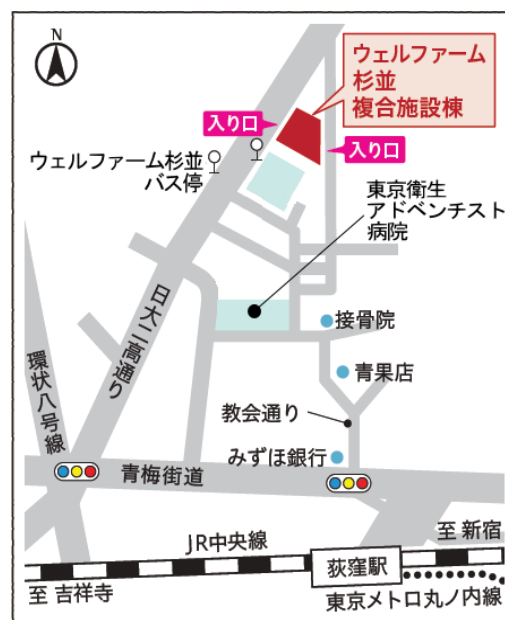 N
ウェルファーム
杉並
複合施設棟
入り口
入り口
ウェルファーム杉並
バス停
東京衛生
アドベンチスト
病院
日大二高通り
接骨院
環状八号線
青果店
教会通り
みずほ銀行
青梅街道
JR中央線
至 新宿
荻窪駅
至 吉祥寺
東京メトロ丸ノ内線